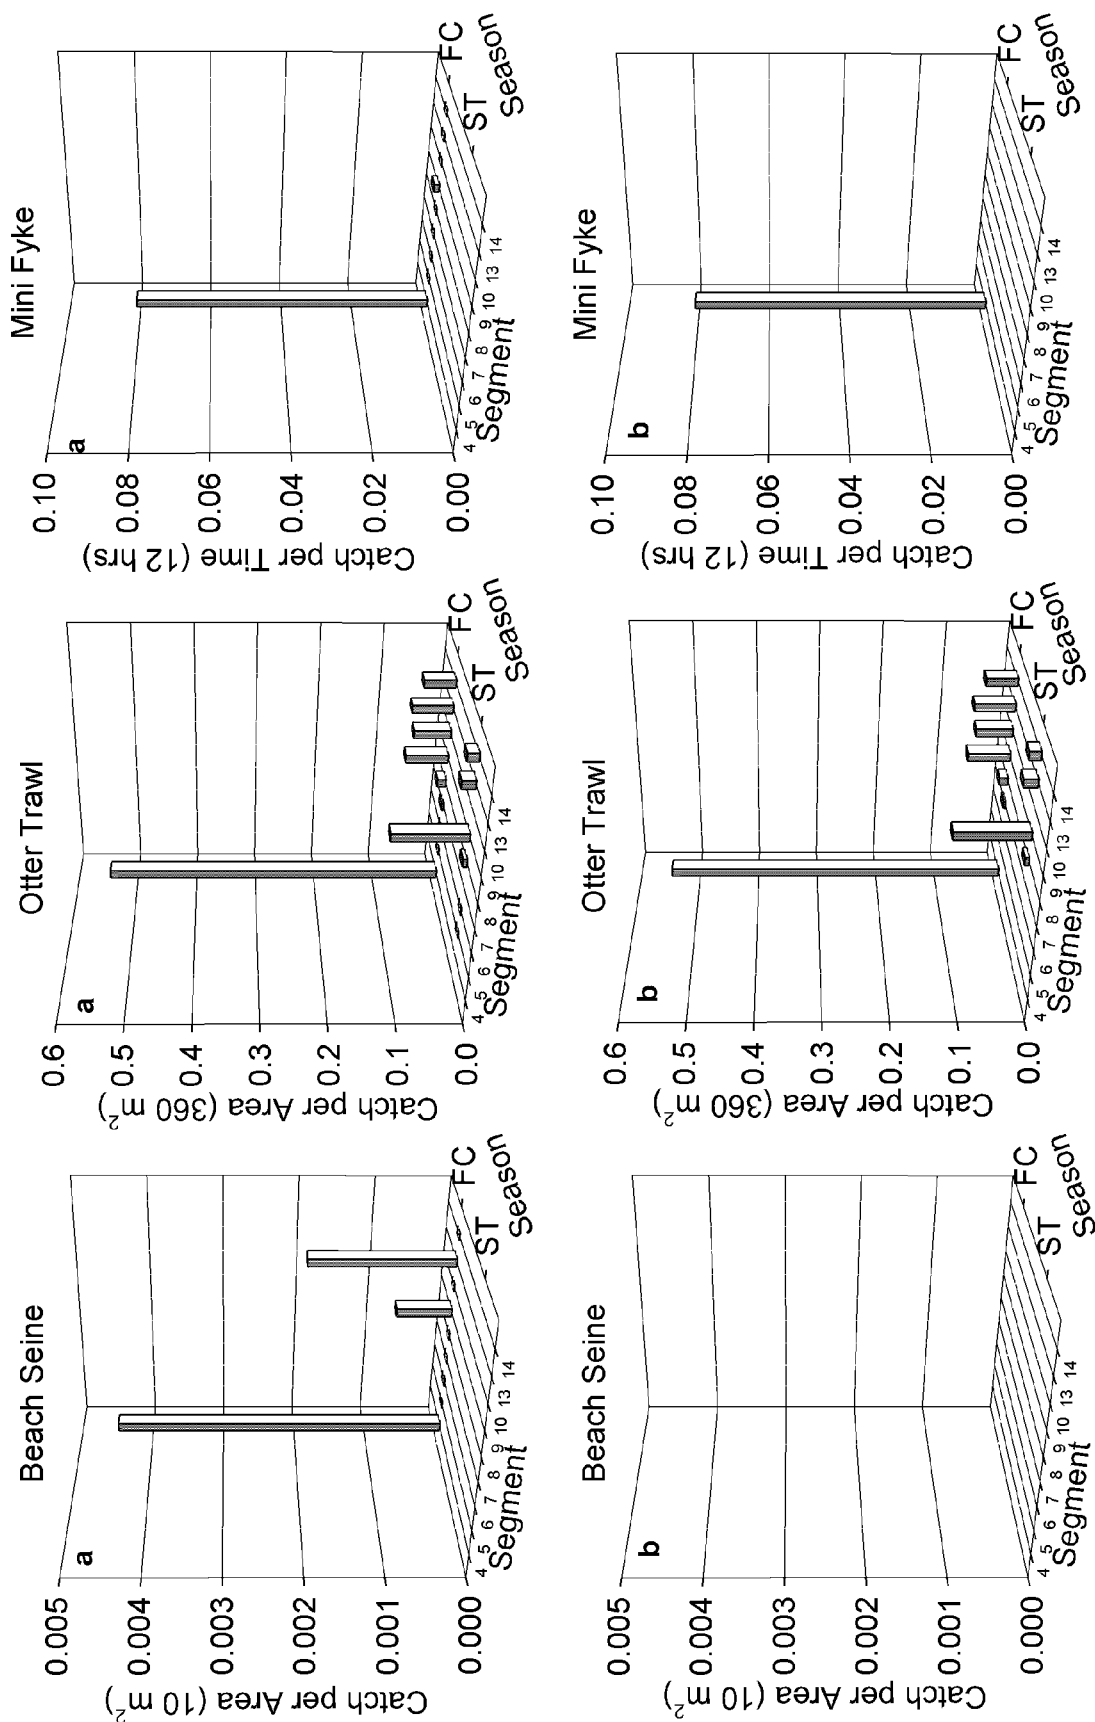 Beach Seine
a
0.005
0.004
0.003
0.002
0.001
0.000
Catch per Area (10 m²)
4 5 6 7 8 9 10 13 14
Segment
ST FC
Season
Otter Trawl
a
0.6
0.5
0.4
0.3
0.2
0.1
0.0
Catch per Area (360 m²)
4 5 6 7 8 9 10 13 14
Segment
ST FC
Season
Mini Fyke
a
0.10
0.08
0.06
0.04
0.02
0.00
Catch per Time (12 hrs)
4 5 6 7 8 9 10 13 14
Segment
ST FC
Season
Beach Seine
b
0.005
0.004
0.003
0.002
0.001
0.000
Catch per Area (10 m²)
4 5 6 7 8 9 10 13 14
Segment
ST FC
Season
Otter Trawl
b
0.6
0.5
0.4
0.3
0.2
0.1
0.0
Catch per Area (360 m²)
4 5 6 7 8 9 10 13 14
Segment
ST FC
Season
Mini Fyke
b
0.10
0.08
0.06
0.04
0.02
0.00
Catch per Time (12 hrs)
4 5 6 7 8 9 10 13 14
Segment
ST FC
Season